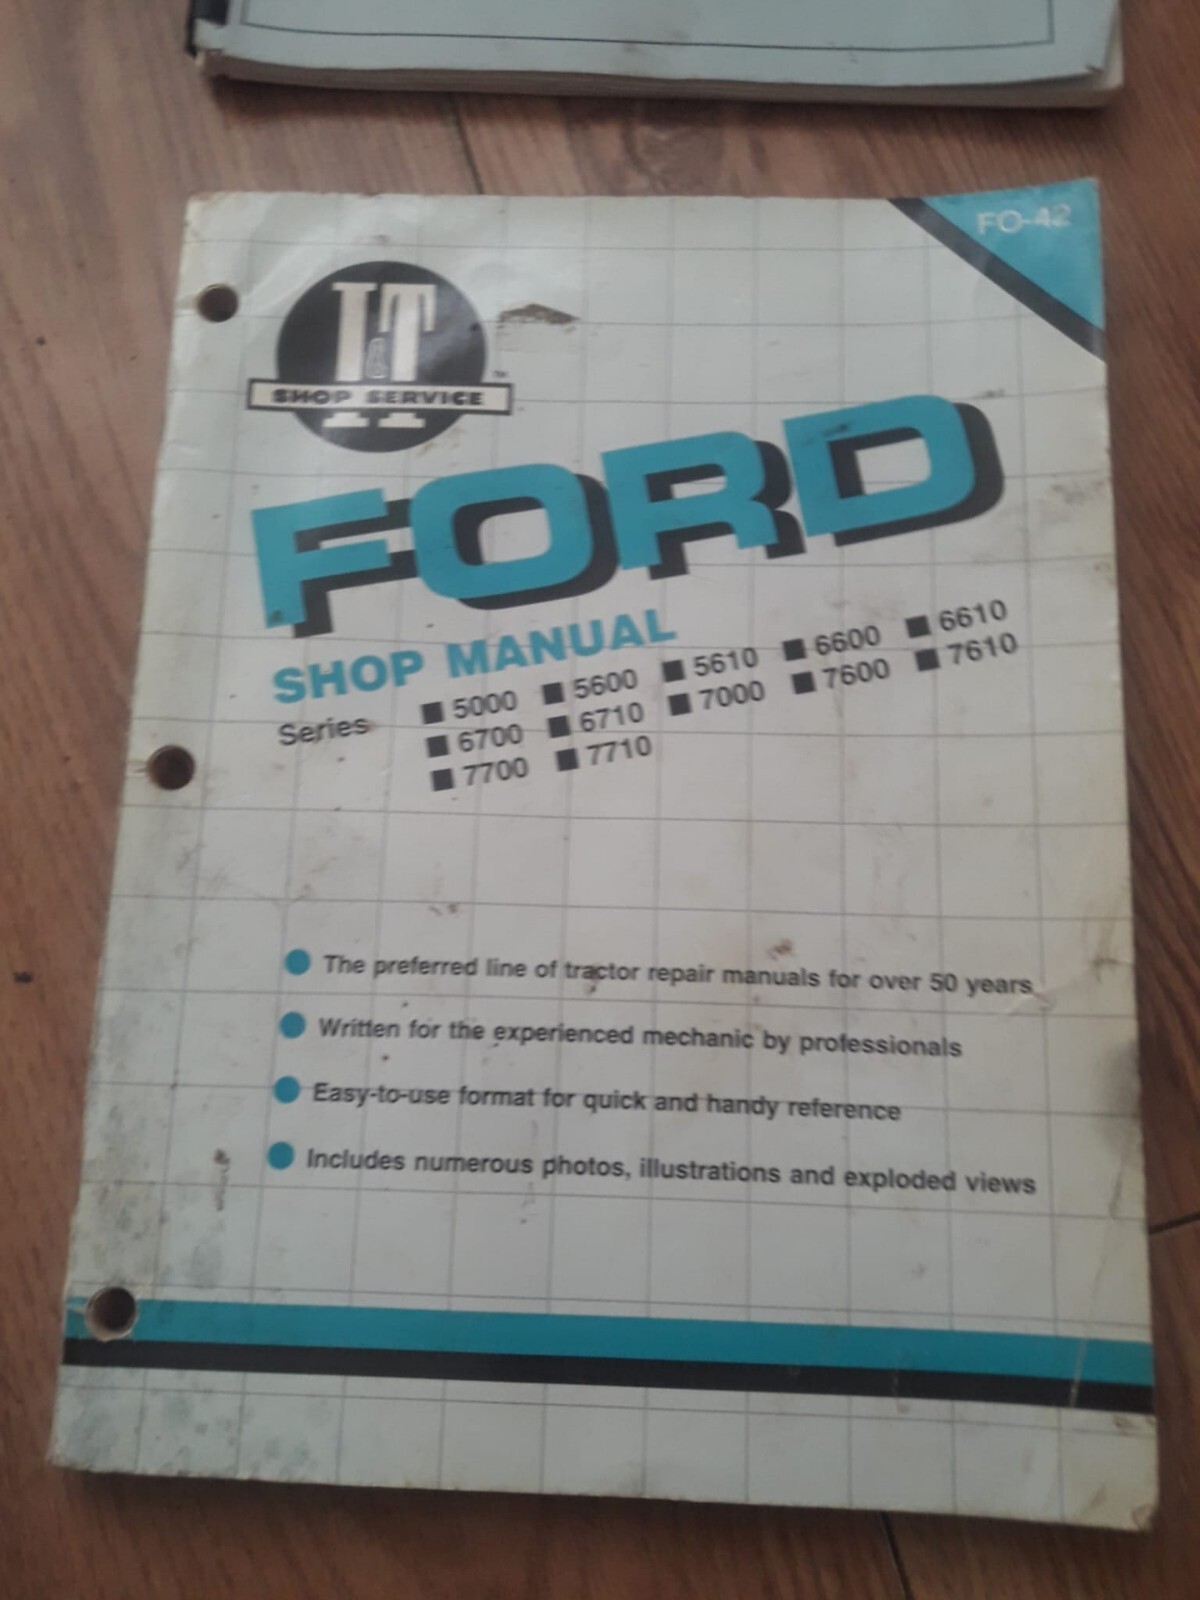 FO-42
I&T
SHOP SERVICE
FORD
SHOP MANUAL
Series ■ 5000 ■ 5600 ■ 5610 ■ 6600 ■ 6610
■ 6700 ■ 6710 ■ 7000 ■ 7600 ■ 7610
■ 7700 ■ 7710
● The preferred line of tractor repair manuals for over 50 years
● Written for the experienced mechanic by professionals
● Easy-to-use format for quick and handy reference
● Includes numerous photos, illustrations and exploded views